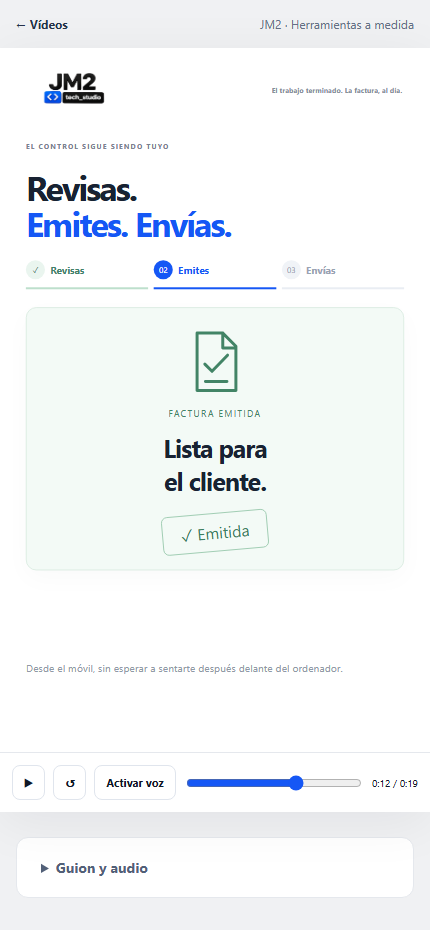 ← Vídeos
JM2 · Herramientas a medida
JM2
<> tech_studio
El trabajo terminado. La factura, al día.
EL CONTROL SIGUE SIENDO TUYO
Revisas.
Emites. Envías.
✓ Revisas
02 Emites
03 Envías
FACTURA EMITIDA
Lista para
el cliente.
✓ Emitida
Desde el móvil, sin esperar a sentarte después delante del ordenador.
▶ ↺ Activar voz 0:12 / 0:19
▶ Guion y audio